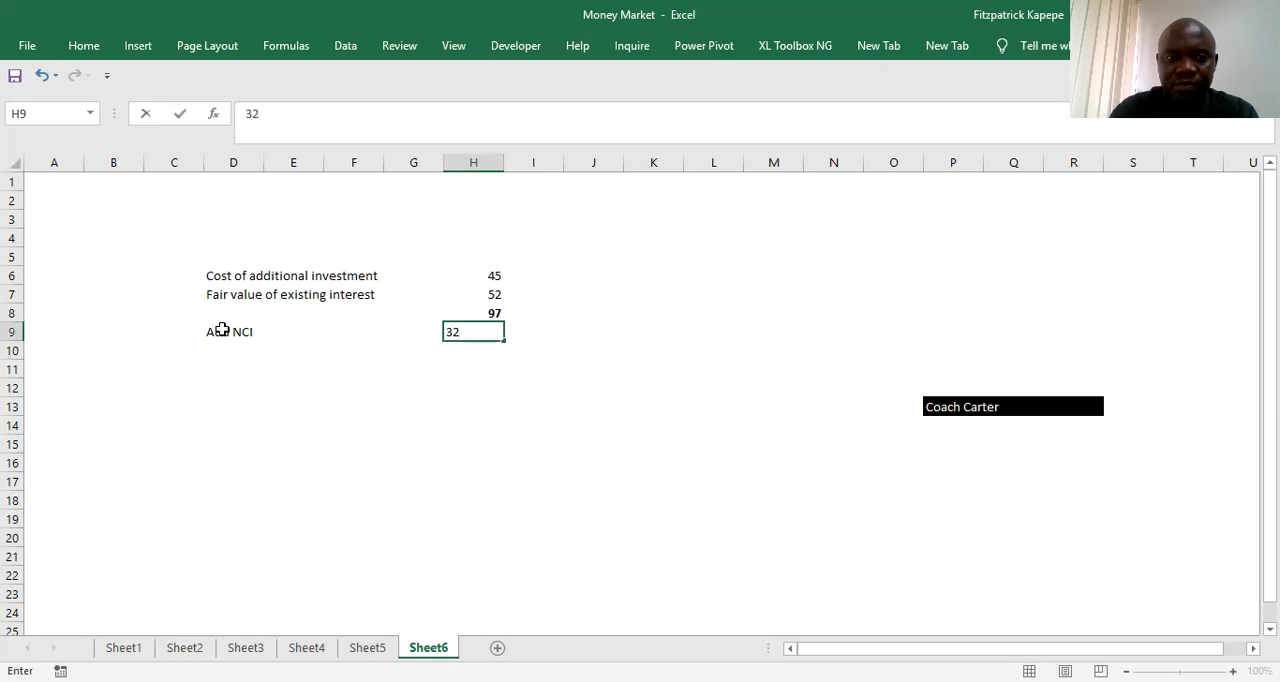 Money Market - Excel
Fitzpatrick Kapepe
File Home Insert Page Layout Formulas Data Review View Developer Help Inquire Power Pivot XL Toolbox NG New Tab New Tab Tell me
H9 fx 32
A B C D E F G H I J K L M N O P Q R S T U
1
2
3
4
5
6 Cost of additional investment 45
7 Fair value of existing interest 52
8 97
9 NCI 32
10
11
12
13 Coach Carter
14
15
16
17
18
19
20
21
22
23
24
25
Sheet1 Sheet2 Sheet3 Sheet4 Sheet5 Sheet6
Enter 100%